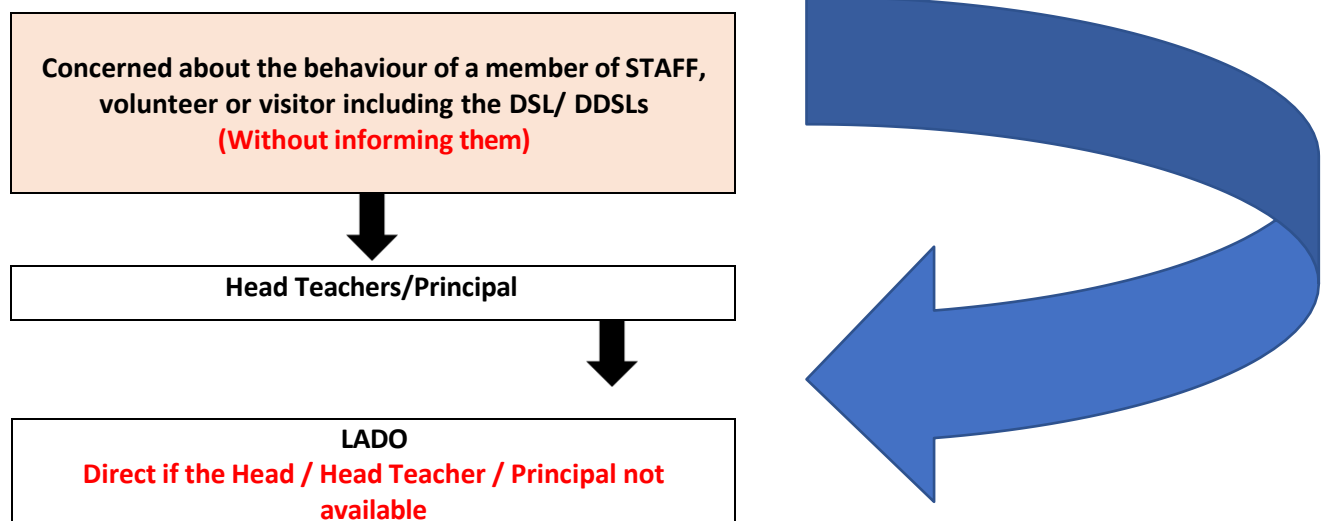 Concerned about the behaviour of a member of STAFF,
volunteer or visitor including the DSL/ DDSLs
(Without informing them)
Head Teachers/Principal
LADO
Direct if the Head / Head Teacher / Principal not
available